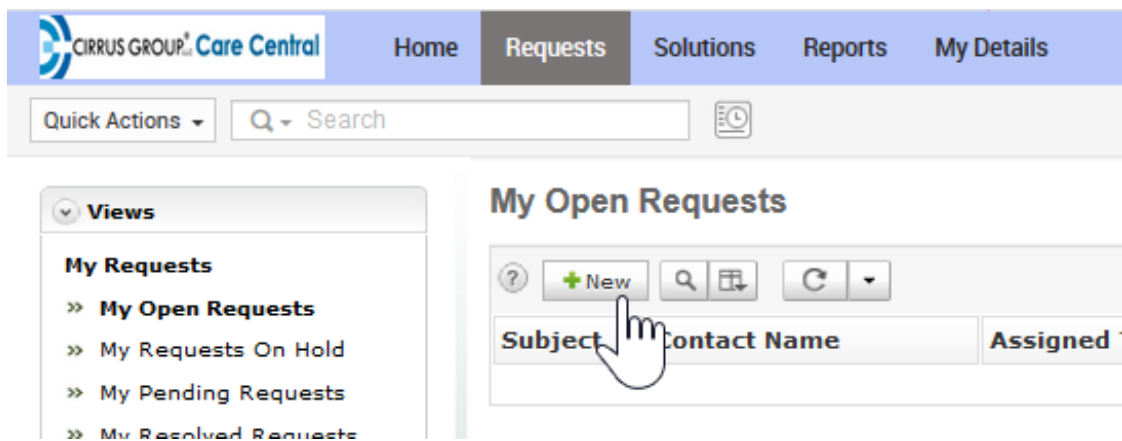 CIRRUS GROUP Care Central Home Requests Solutions Reports My Details
Quick Actions Search
Views
My Requests
My Open Requests
My Requests On Hold
My Pending Requests
My Resolved Requests
My Open Requests
? New
Subject Contact Name Assigned